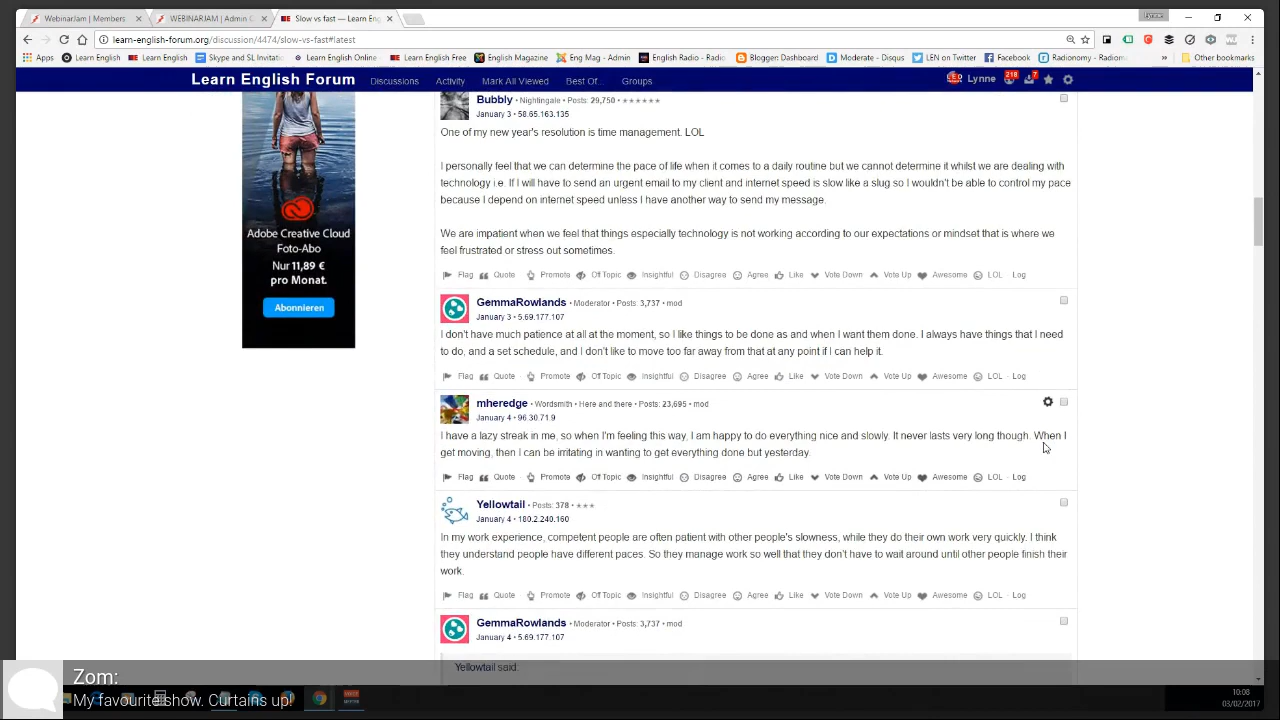 WebinarJam | Members
WEBINARJAM | Admin
Slow vs fast — Learn Eng
Lynne
learn-english-forum.org/discussion/4474/slow-vs-fast#latest
Apps
Learn English
Learn English
Skype and SL Invitatio
Learn English Online
Learn English Free
English Magazine
Eng Mag - Admin
English Radio - Radio
Blogger: Dashboard
Moderate - Disqus
LEN on Twitter
Facebook
Radionomy - Radiono
Other bookmarks
Learn English Forum
Discussions
Activity
Mark All Viewed
Best Of...
Groups
Lynne
218
7
Adobe Creative Cloud
Foto-Abo
Nur 11,89 €
pro Monat.
Abonnieren
Bubbly • Nightingale • Posts: 29,750 • ★★★★★★
January 3 • 58.65.163.135
One of my new year's resolution is time management. LOL
I personally feel that we can determine the pace of life when it comes to a daily routine but we cannot determine it whilst we are dealing with
technology i.e. If I will have to send an urgent email to my client and internet speed is slow like a slug so I wouldn't be able to control my pace
because I depend on internet speed unless I have another way to send my message.
We are impatient when we feel that things especially technology is not working according to our expectations or mindset that is where we
feel frustrated or stress out sometimes.
Flag Quote Promote Off Topic Insightful Disagree Agree Like Vote Down Vote Up Awesome LOL · Log
GemmaRowlands • Moderator • Posts: 3,737 • mod
January 3 • 5.69.177.107
I don't have much patience at all at the moment, so I like things to be done as and when I want them done. I always have things that I need
to do, and a set schedule, and I don't like to move too far away from that at any point if I can help it.
Flag Quote Promote Off Topic Insightful Disagree Agree Like Vote Down Vote Up Awesome LOL · Log
mheredge • Wordsmith • Here and there • Posts: 23,695 • mod
January 4 • 96.30.71.9
I have a lazy streak in me, so when I'm feeling this way, I am happy to do everything nice and slowly. It never lasts very long though. When I
get moving, then I can be irritating in wanting to get everything done but yesterday.
Flag Quote Promote Off Topic Insightful Disagree Agree Like Vote Down Vote Up Awesome LOL · Log
Yellowtail • Posts: 378 • ★★★
January 4 • 180.2.240.160
In my work experience, competent people are often patient with other people's slowness, while they do their own work very quickly. I think
they understand people have different paces. So they manage work so well that they don't have to wait around until other people finish their
work.
Flag Quote Promote Off Topic Insightful Disagree Agree Like Vote Down Vote Up Awesome LOL · Log
GemmaRowlands • Moderator • Posts: 3,737 • mod
January 4 • 5.69.177.107
Yellowtail said:
Zom:
My favourite show. Curtains up!
10:08
03/02/2017